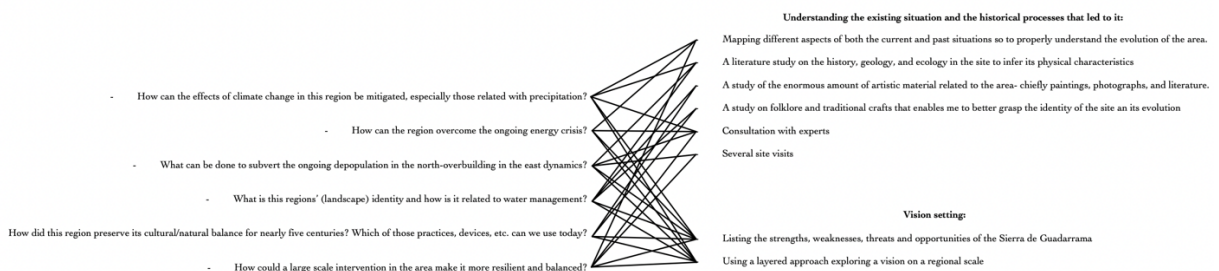 Understanding the existing situation and the historical processes that led to it:
Mapping different aspects of both the current and past situations so to properly understand the evolution of the area.
A literature study on the history, geology, and ecology in the site to infer its physical characteristics
A study of the enormous amount of artistic material related to the area- chiefly paintings, photographs, and literature.
A study on folklore and traditional crafts that enables me to better grasp the identity of the site an its evolution
Consultation with experts
Several site visits
- How can the effects of climate change in this region be mitigated, especially those related with precipitation?
- How can the region overcome the ongoing energy crisis?
- What can be done to subvert the ongoing depopulation in the north-overbuilding in the east dynamics?
- What is this regions' (landscape) identity and how is it related to water management?
How did this region preserve its cultural/natural balance for nearly five centuries? Which of those practices, devices, etc. can we use today?
- How could a large scale intervention in the area make it more resilient and balanced?
Vision setting:
Listing the strengths, weaknesses, threats and opportunities of the Sierra de Guadarrama
Using a layered approach exploring a vision on a regional scale